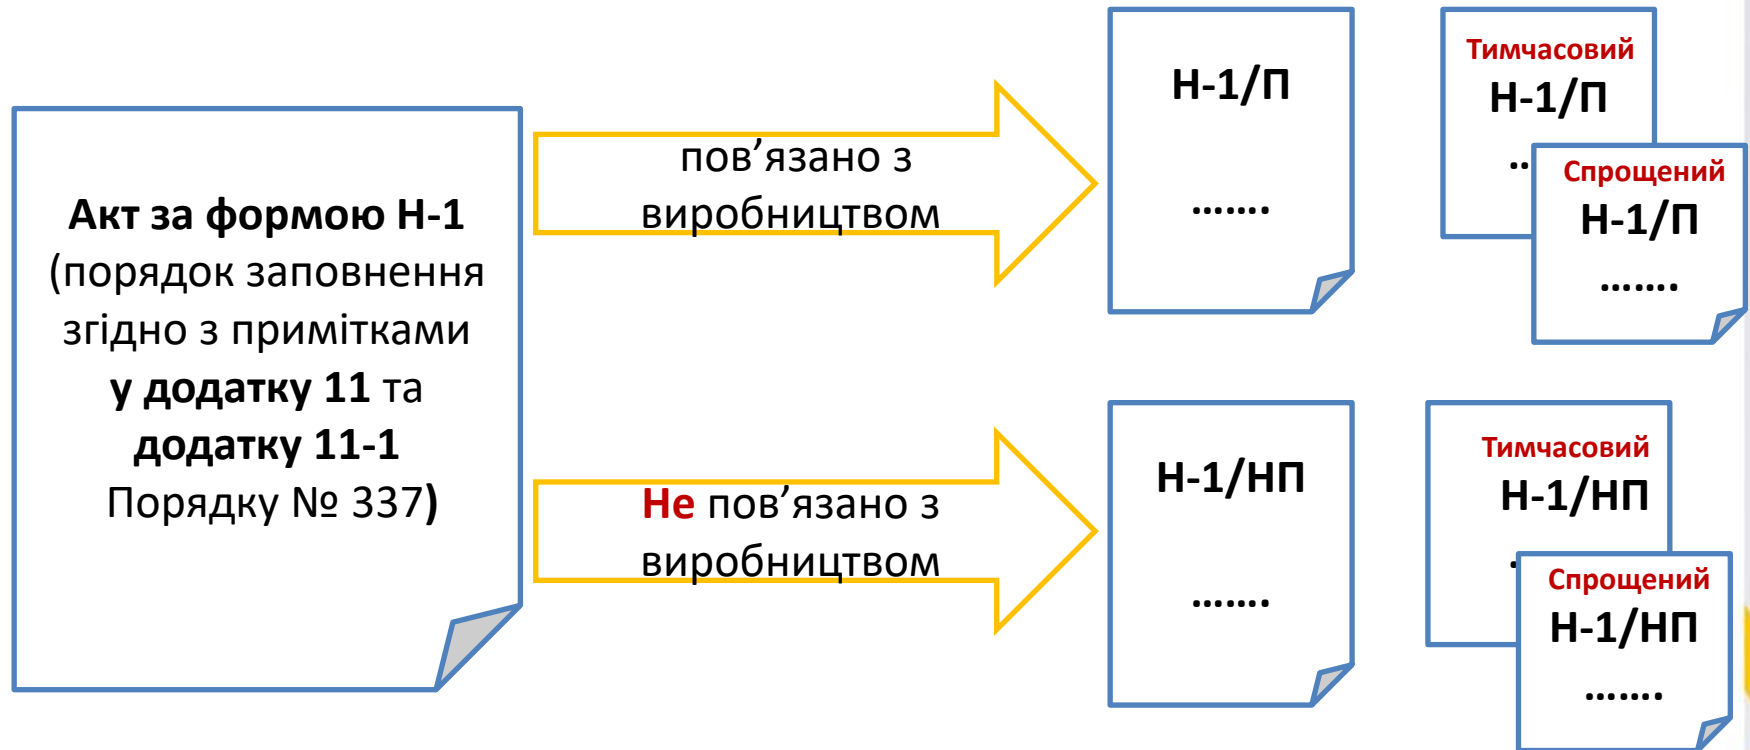 Акт за формою Н-1
(порядок заповнення
згідно з примітками
у додатку 11 та
додатку 11-1
Порядку № 337)
пов’язано з
виробництвом
Н-1/П
…….
Тимчасовий
Н-1/П
..
Спрощений
Н-1/П
…….
Не пов’язано з
виробництвом
Н-1/НП
…….
Тимчасовий
Н-1/НП
.
Спрощений
Н-1/НП
…….